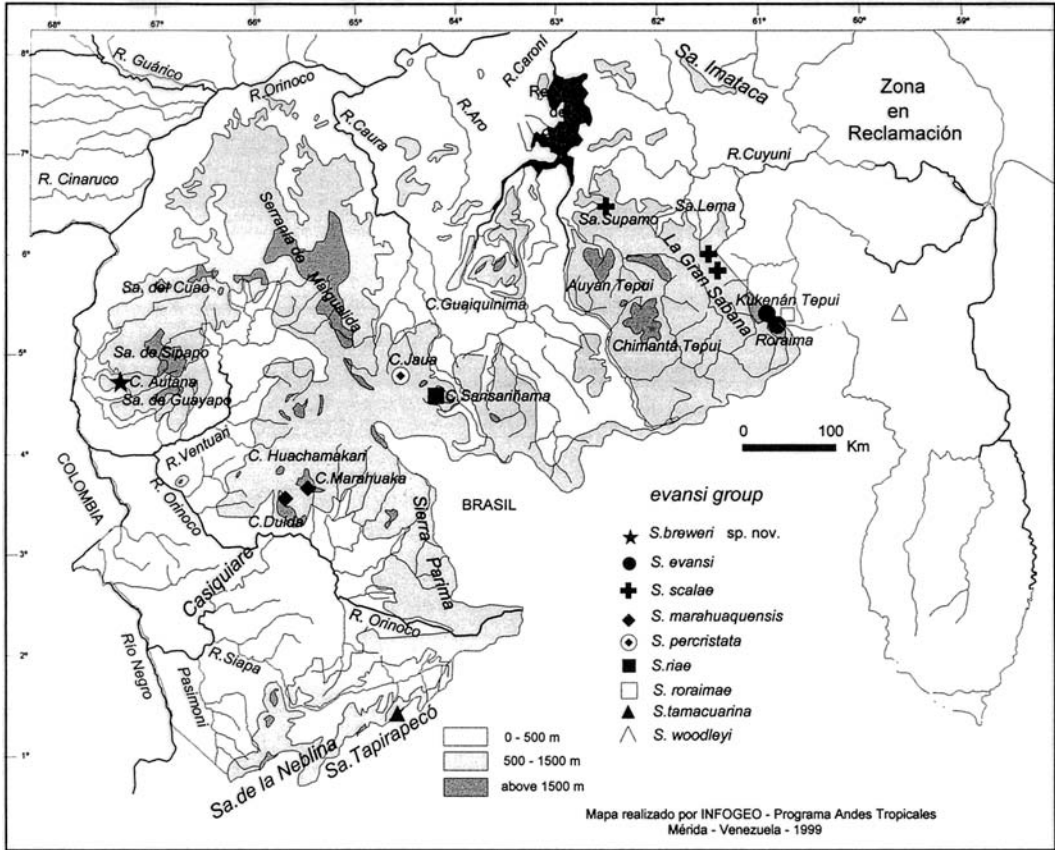 68° 67° 66° 65° 64° 63° 62° 61° 60° 59°
8°
7°
6°
5°
4°
3°
2°
1°
R. Guárico
R.Orinoco
R.Caroní
Sa. Imataca
Zona
en
Reclamación
R.Caura
R.Aro
de
R. Cinaruco
R.Cuyuni
Serranía de Maigualida
Sa.Supamo
Sa.Lema
La Gran Sabana
Sa. del Cuao
C.Guaiquinima
Auyán Tepui
Kukenán Tepui
Roraima
Chimantá Tepui
Sa. de Sipapo
C. Autana
Sa. de Guayapo
C.Jaua
C. Sarisariñama
0 100
Km
R.Ventuari
C. Huachamakari
C.Marahuaka
COLOMBIA
R. Orinoco
C.Duida
Sierra Parima
BRASIL
Casiquiare
R. Orinoco
Río Negro
Pasimoni
R.Siapa
Sa.de la Neblina
Sa.Tapirapecó
evansi group
S.breweri sp. nov.
S. evansi
S. scalae
S. marahuaquensis
S. percristata
S.riae
S. roraimae
S.tamacuarina
S. woodleyi
0 - 500 m
500 - 1500 m
above 1500 m
Mapa realizado por INFOGEO - Programa Andes Tropicales
Mérida - Venezuela - 1999